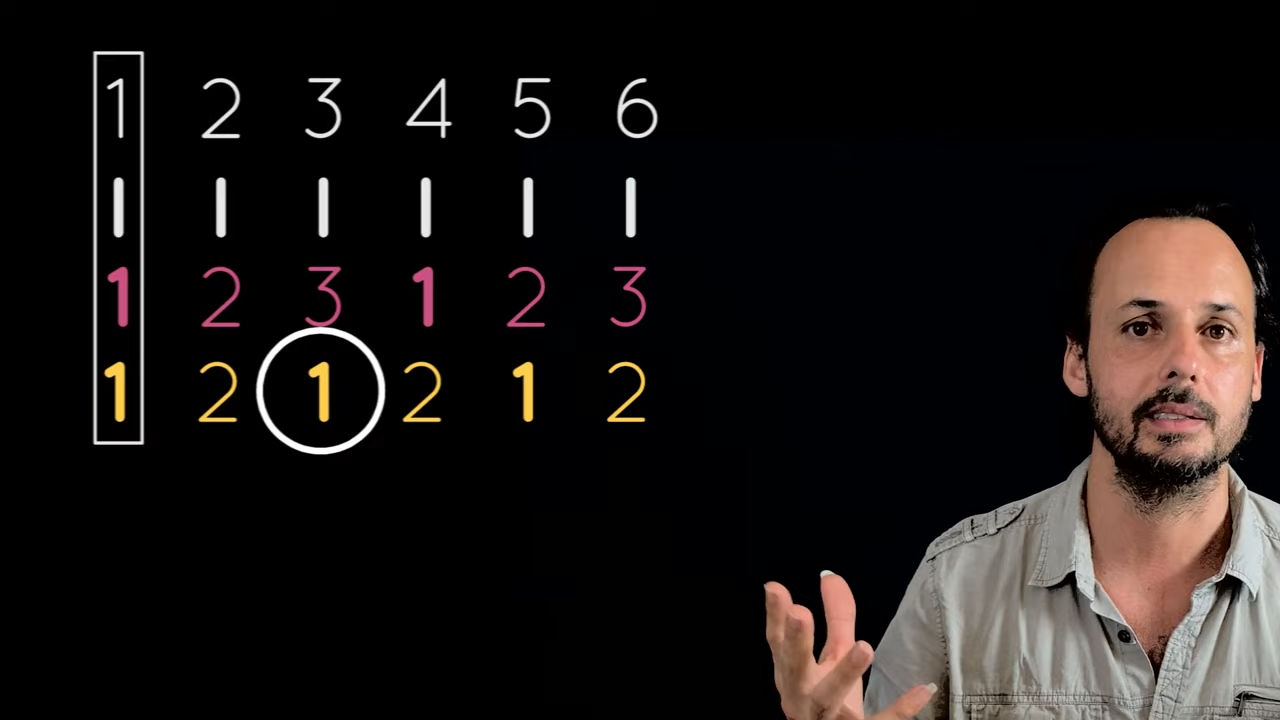 1 2 3 4 5 6
| | | | | |
1 2 3 1 2 3
1 2 1 2 1 2